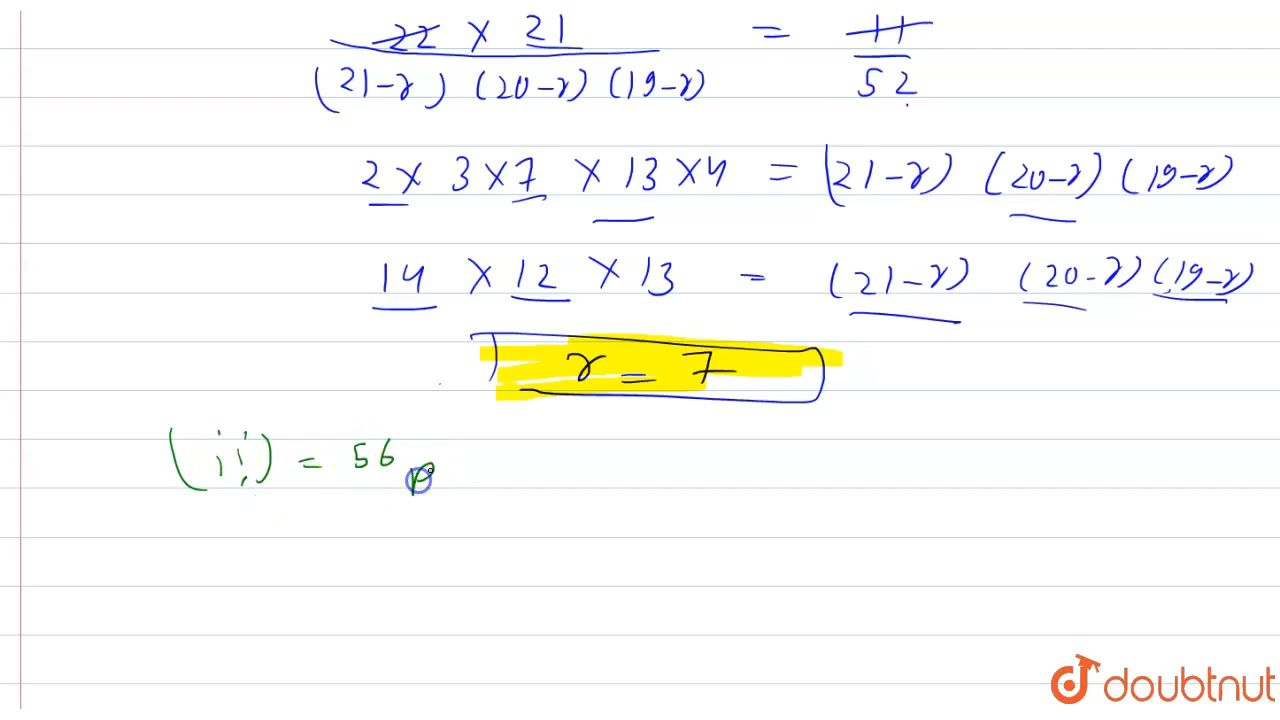 22 × 21 = 11
(21-r) (20-r) (19-r) 52
2 × 3 × 7 × 13 × 4 = (21-r) (20-r) (19-r)
14 × 12 × 13 = (21-r) (20-r) (19-r)
r = 7
(ii) = 56 P
doubtnut